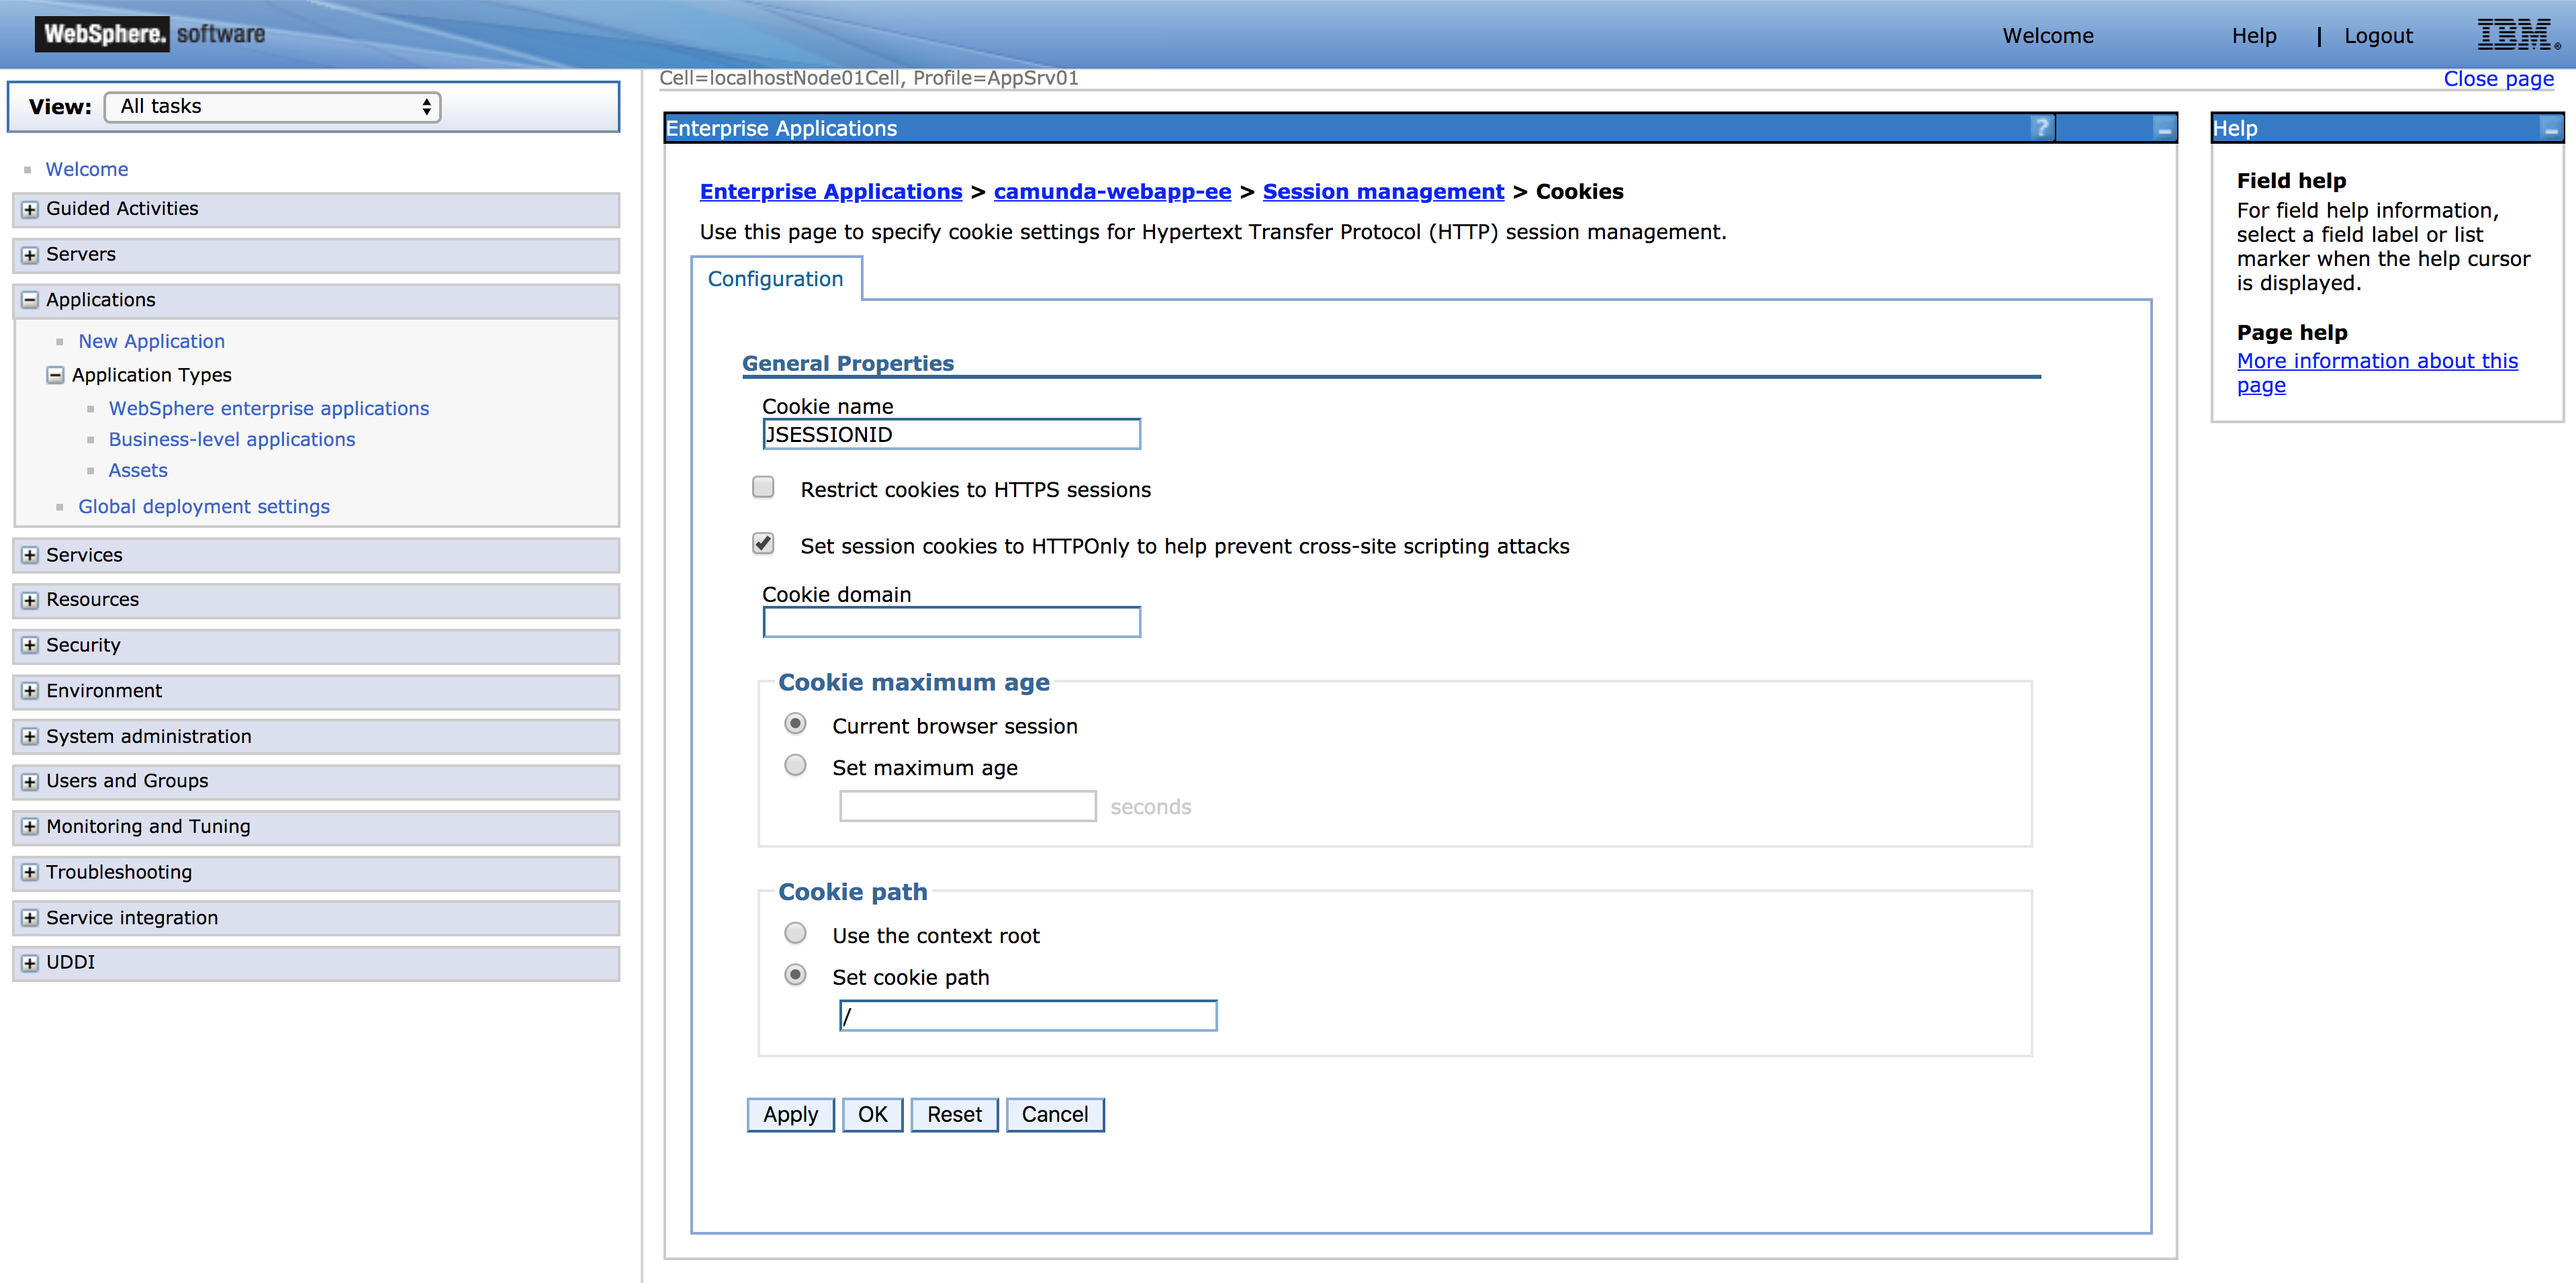 WebSphere. software
Welcome
Help | Logout
IBM®
View: All tasks
Welcome
Guided Activities
Servers
Applications
New Application
Application Types
WebSphere enterprise applications
Business-level applications
Assets
Global deployment settings
Services
Resources
Security
Environment
System administration
Users and Groups
Monitoring and Tuning
Troubleshooting
Service integration
UDDI
Cell=localhostNode01Cell, Profile=AppSrv01
Close page
Enterprise Applications
?
Enterprise Applications > camunda-webapp-ee > Session management > Cookies
Use this page to specify cookie settings for Hypertext Transfer Protocol (HTTP) session management.
Configuration
General Properties
Cookie name
JSESSIONID
Restrict cookies to HTTPS sessions
Set session cookies to HTTPOnly to help prevent cross-site scripting attacks
Cookie domain
Cookie maximum age
Current browser session
Set maximum age
seconds
Cookie path
Use the context root
Set cookie path
/
Apply
OK
Reset
Cancel
Help
Field help
For field help information,
select a field label or list
marker when the help cursor
is displayed.
Page help
More information about this
page